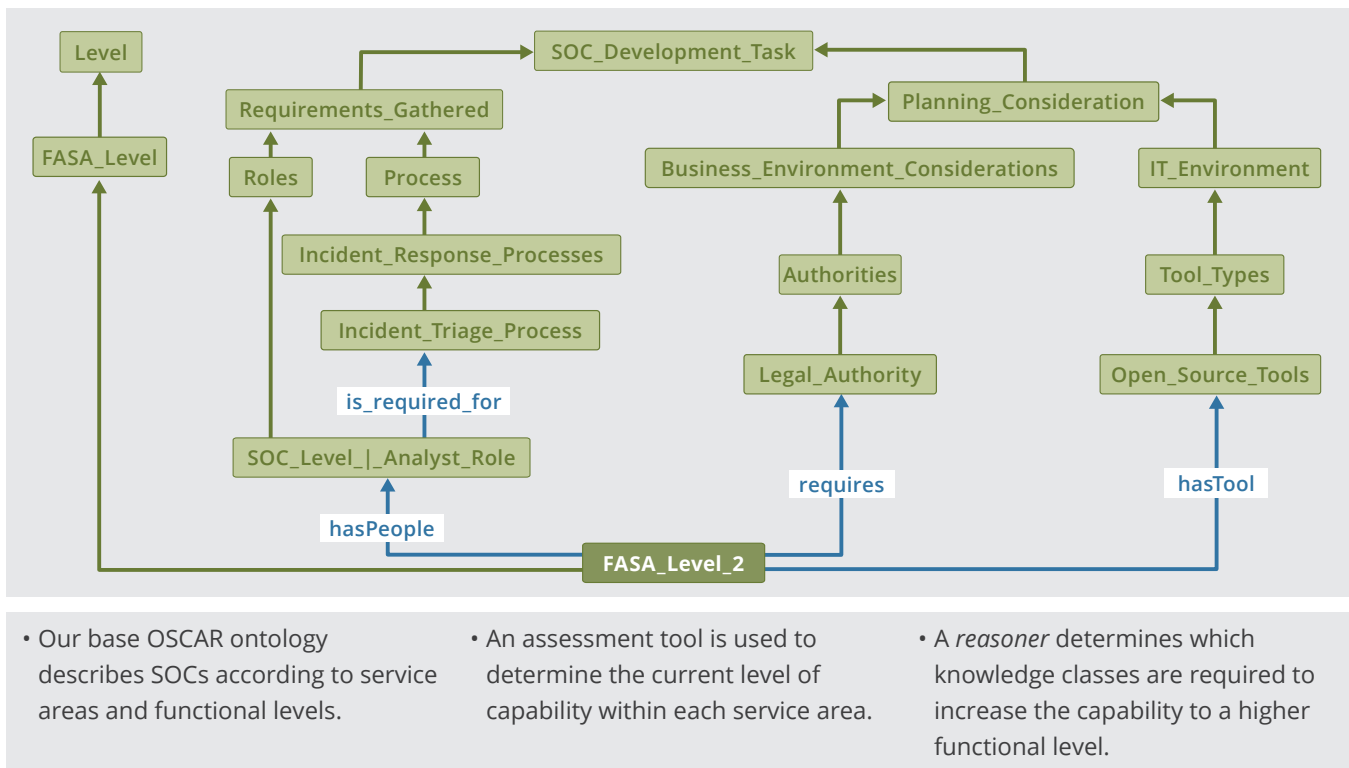 Level
SOC_Development_Task
Requirements_Gathered
Planning_Consideration
FASA_Level
Roles
Process
Business_Environment_Considerations
IT_Environment
Incident_Response_Processes
Authorities
Tool_Types
Incident_Triage_Process
Legal_Authority
Open_Source_Tools
is_required_for
SOC_Level_|_Analyst_Role
requires
hasTool
hasPeople
FASA_Level_2
• Our base OSCAR ontology
describes SOCs according to service
areas and functional levels.
• An assessment tool is used to
determine the current level of
capability within each service area.
• A reasoner determines which
knowledge classes are required to
increase the capability to a higher
functional level.